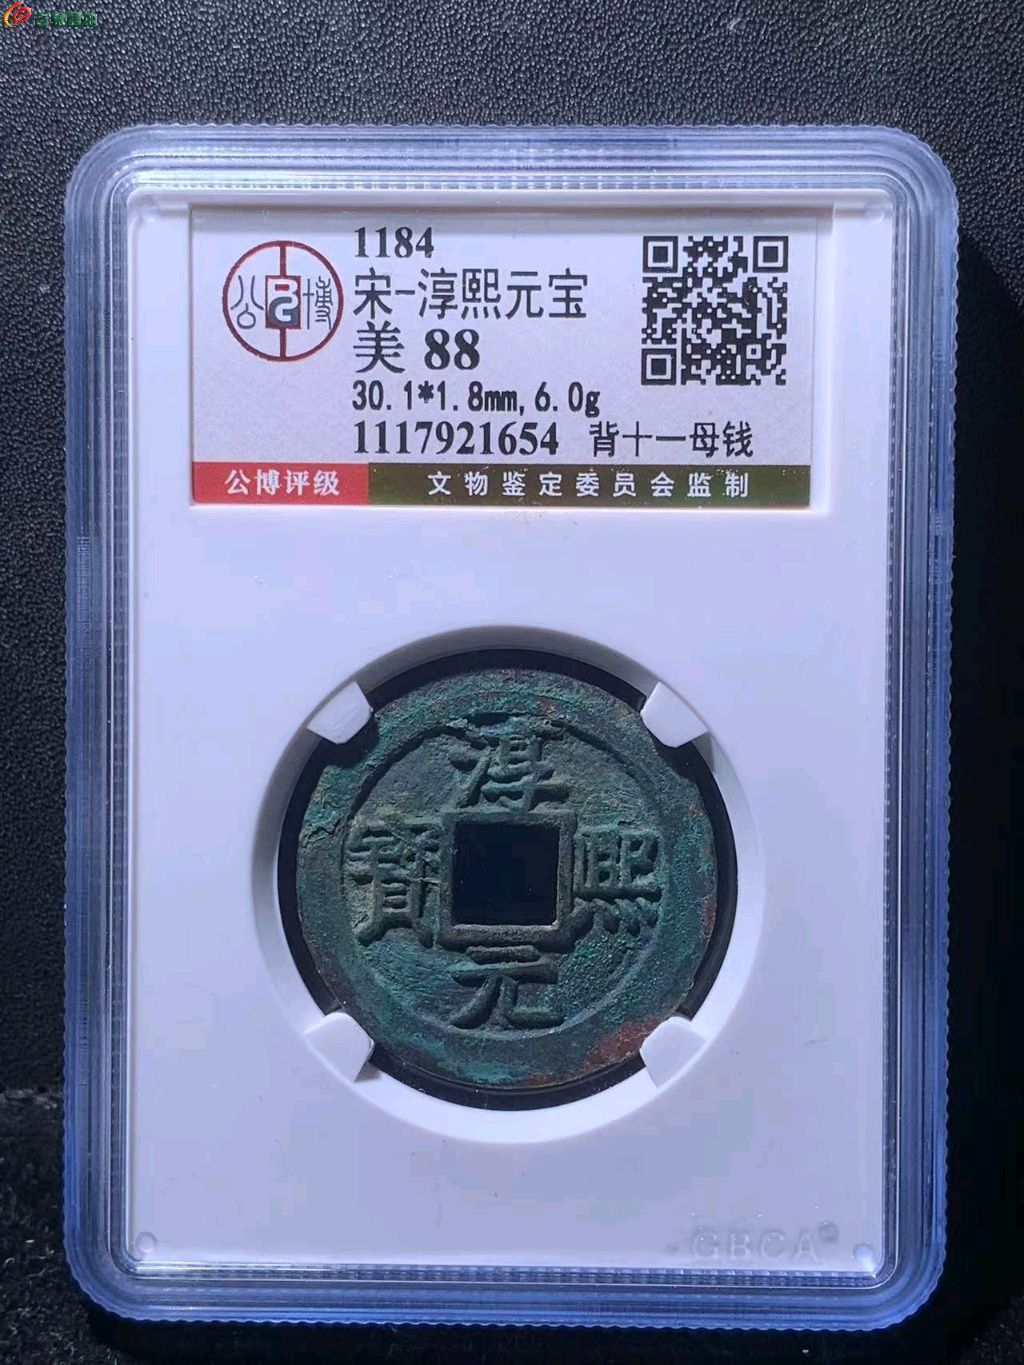 公博
1184
宋-淳熙元宝
美 88
30.1*1.8mm,6.0g
1117921654 背十一母钱
公博评级 文物鉴定委员会监制
淳熙元寶
GBCA